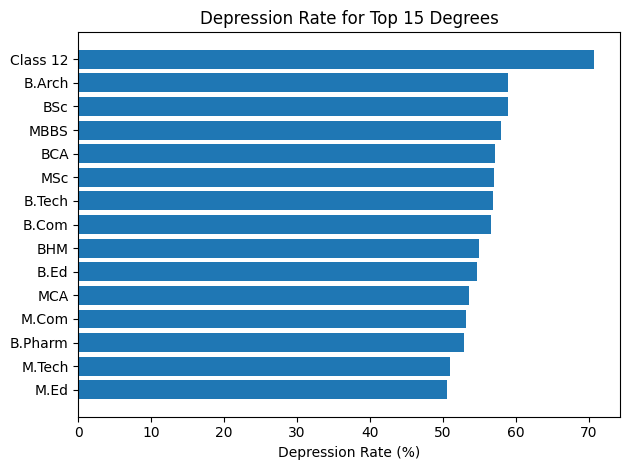 Depression Rate for Top 15 Degrees
Class 12
B.Arch
BSc
MBBS
BCA
MSc
B.Tech
B.Com
BHM
B.Ed
MCA
M.Com
B.Pharm
M.Tech
M.Ed
0 10 20 30 40 50 60 70
Depression Rate (%)